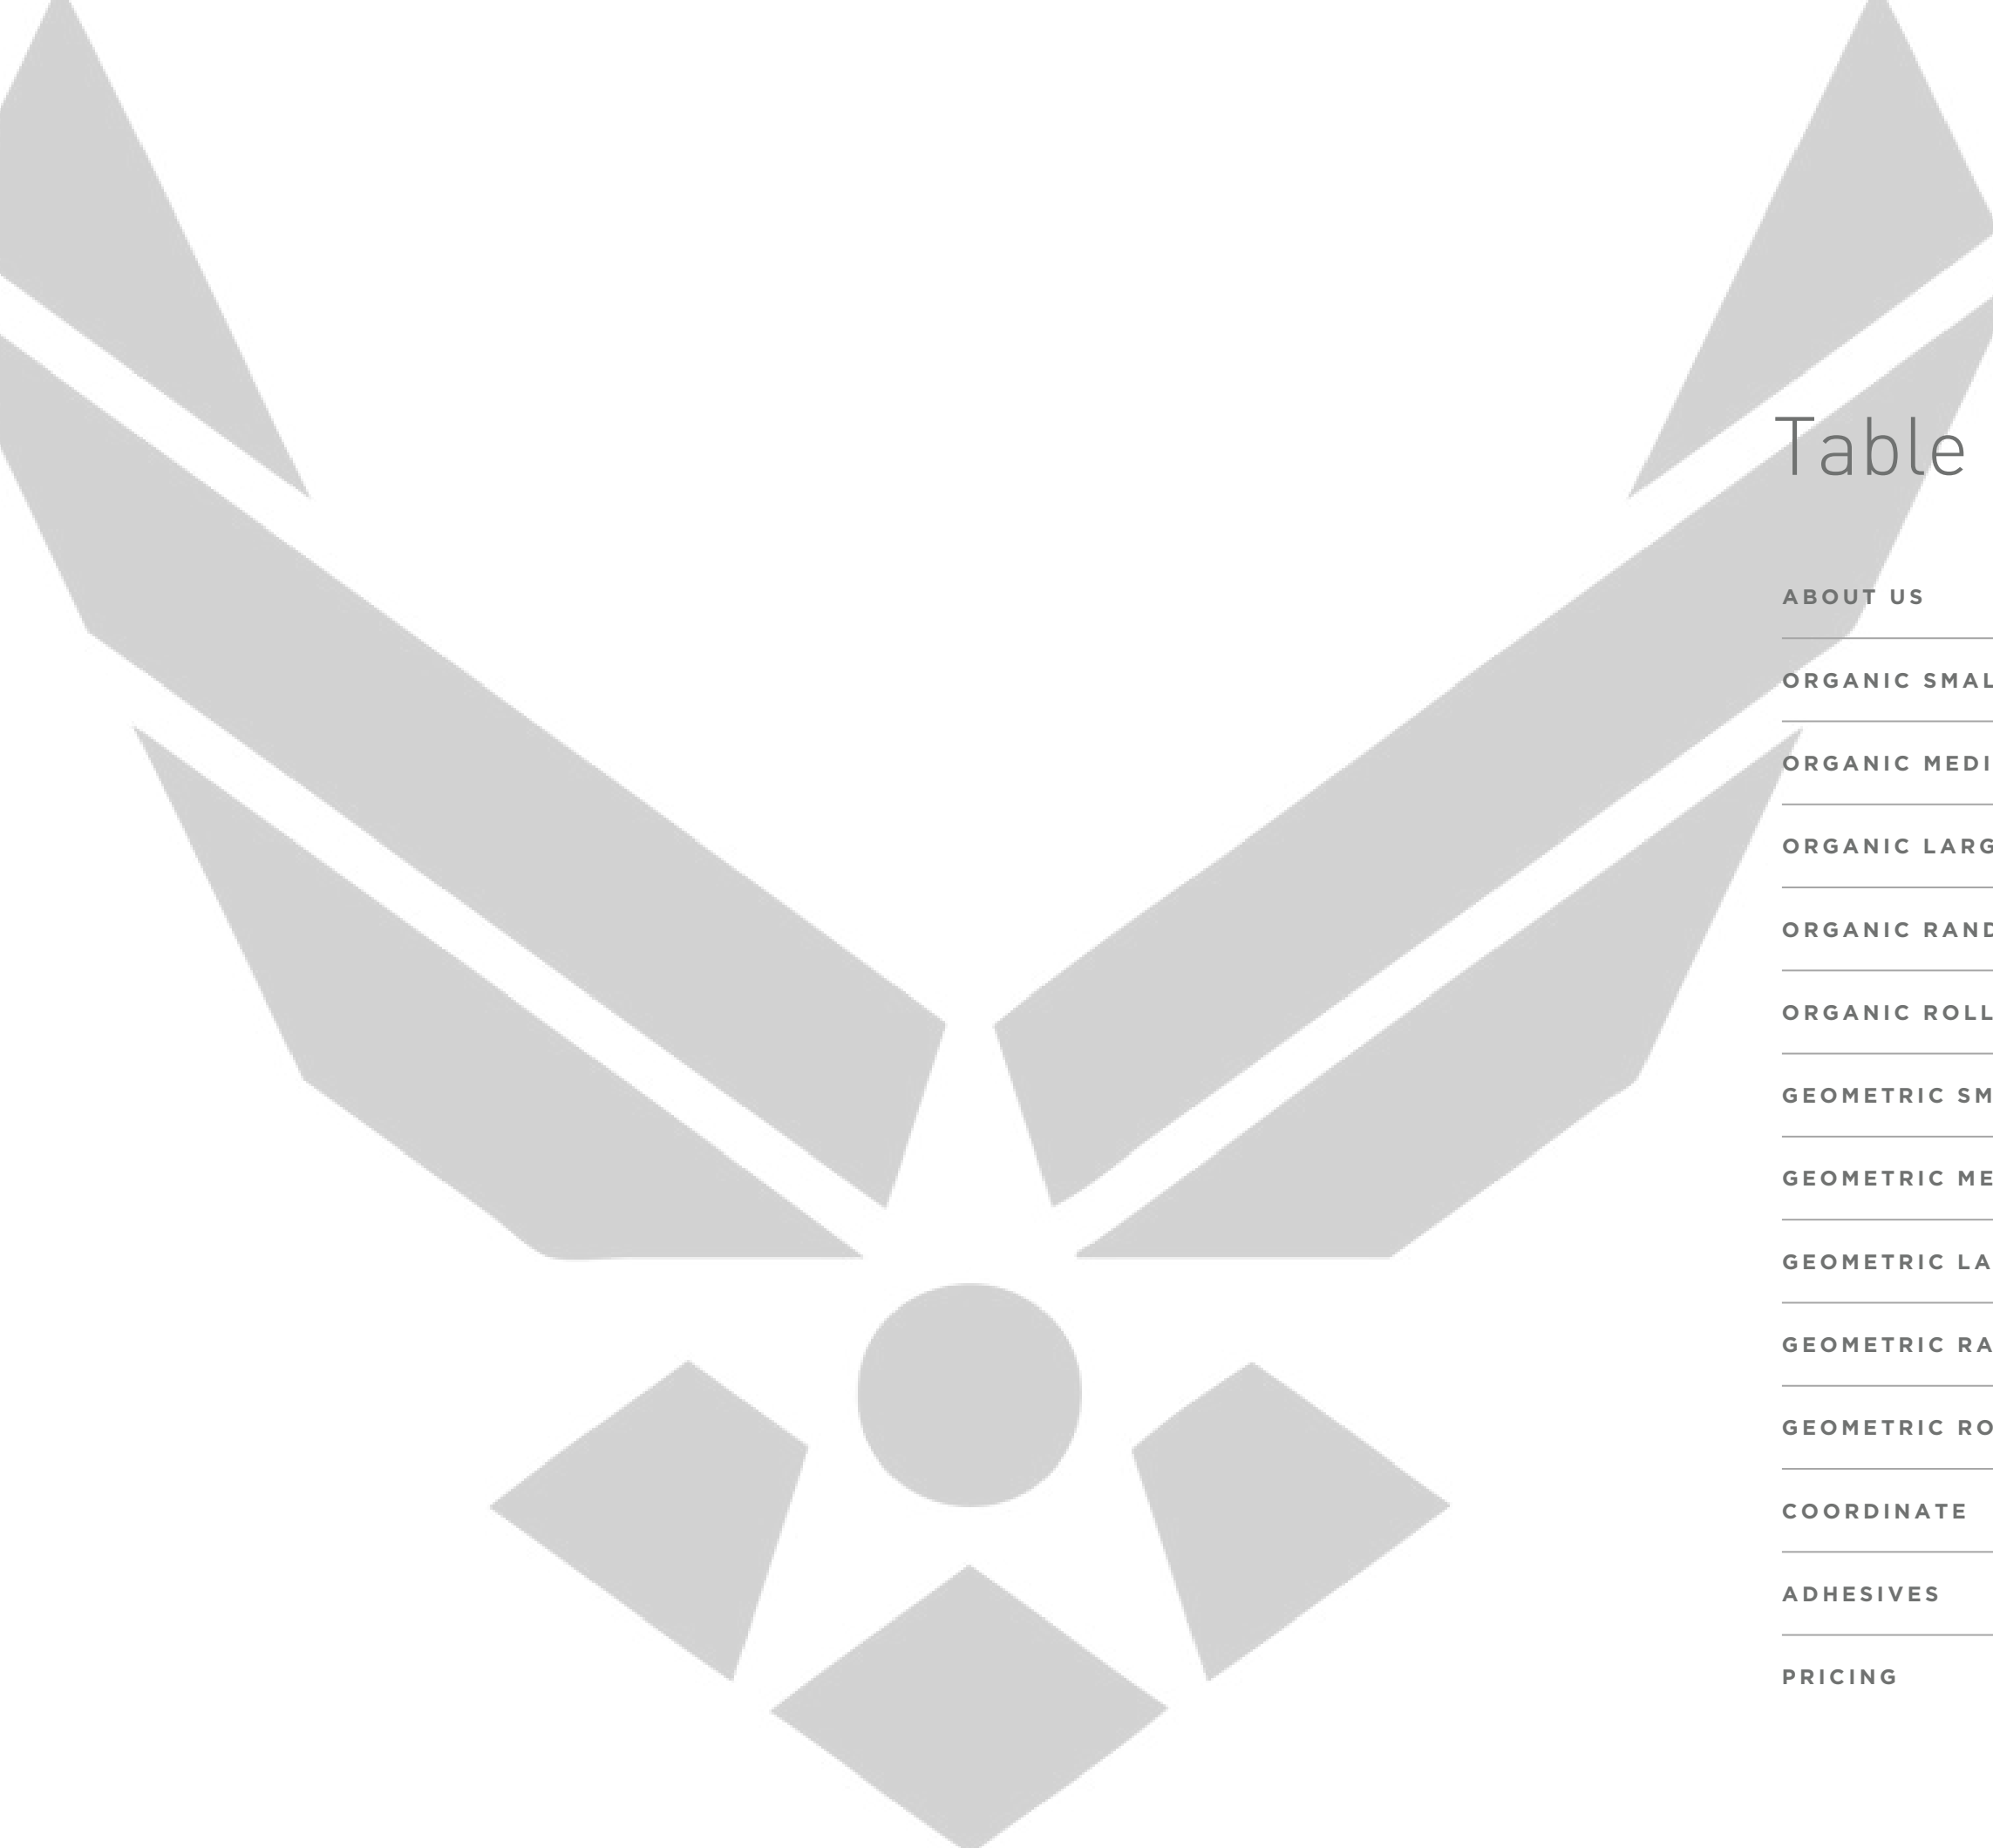 Table
ABOUT US
ORGANIC SMAL
ORGANIC MEDI
ORGANIC LARG
ORGANIC RAND
ORGANIC ROLL
GEOMETRIC SM
GEOMETRIC ME
GEOMETRIC LA
GEOMETRIC RA
GEOMETRIC RO
COORDINATE
ADHESIVES
PRICING